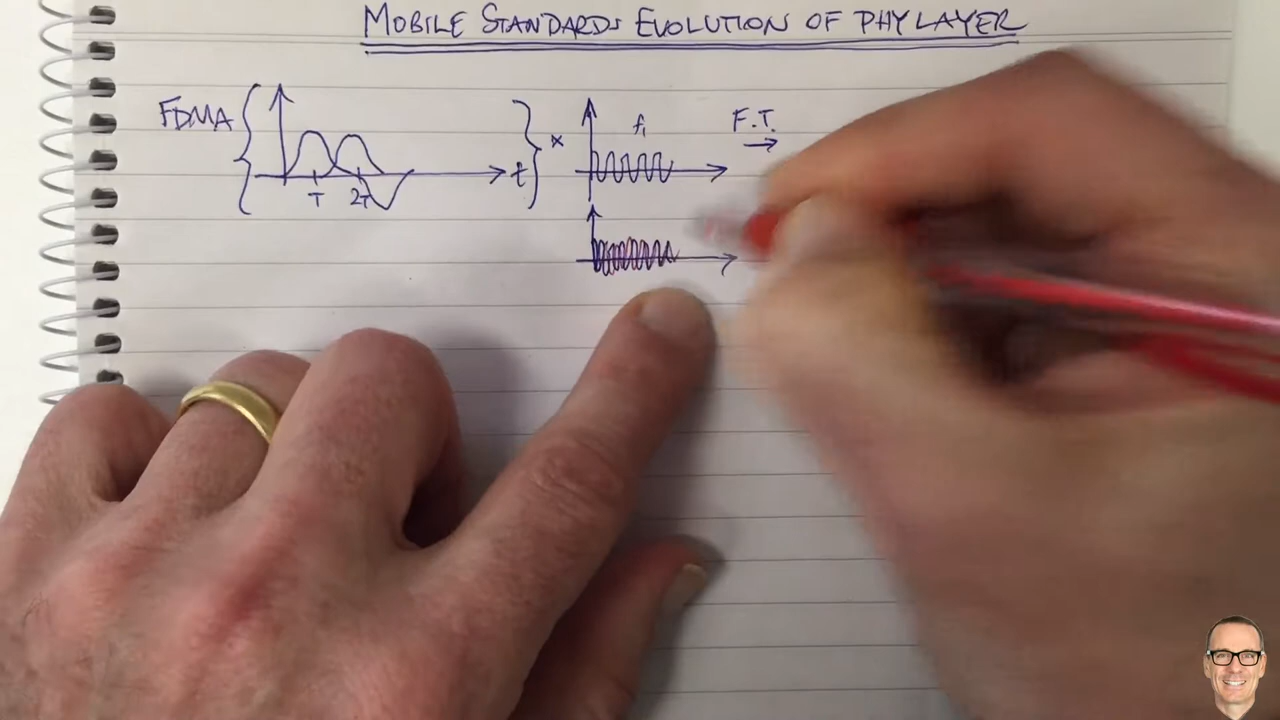 MOBILE STANDARDS EVOLUTION OF PHY LAYER
FDMA
T 2T t
×
f₁
F.T.